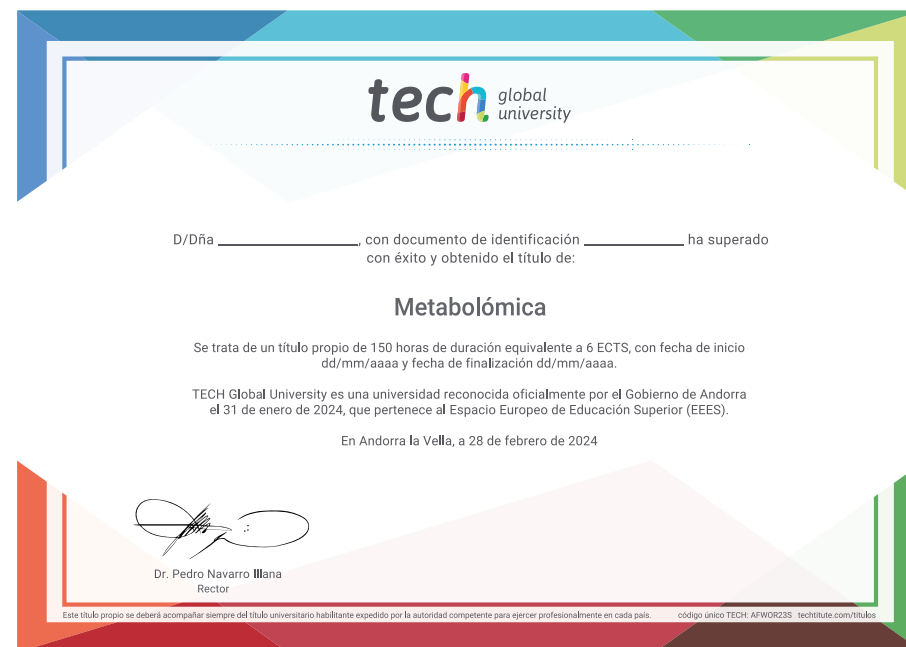 tech global university
D/Dña ____________________, con documento de identificación ______________ ha superado
con éxito y obtenido el título de:
Metabolómica
Se trata de un título propio de 150 horas de duración equivalente a 6 ECTS, con fecha de inicio
dd/mm/aaaa y fecha de finalización dd/mm/aaaa.
TECH Global University es una universidad reconocida oficialmente por el Gobierno de Andorra
el 31 de enero de 2024, que pertenece al Espacio Europeo de Educación Superior (EEES).
En Andorra la Vella, a 28 de febrero de 2024
Dr. Pedro Navarro Illana
Rector
Este título propio se deberá acompañar siempre del título universitario habilitante expedido por la autoridad competente para ejercer profesionalmente en cada país. código único TECH: AFWOR23S techtitute.com/titulos